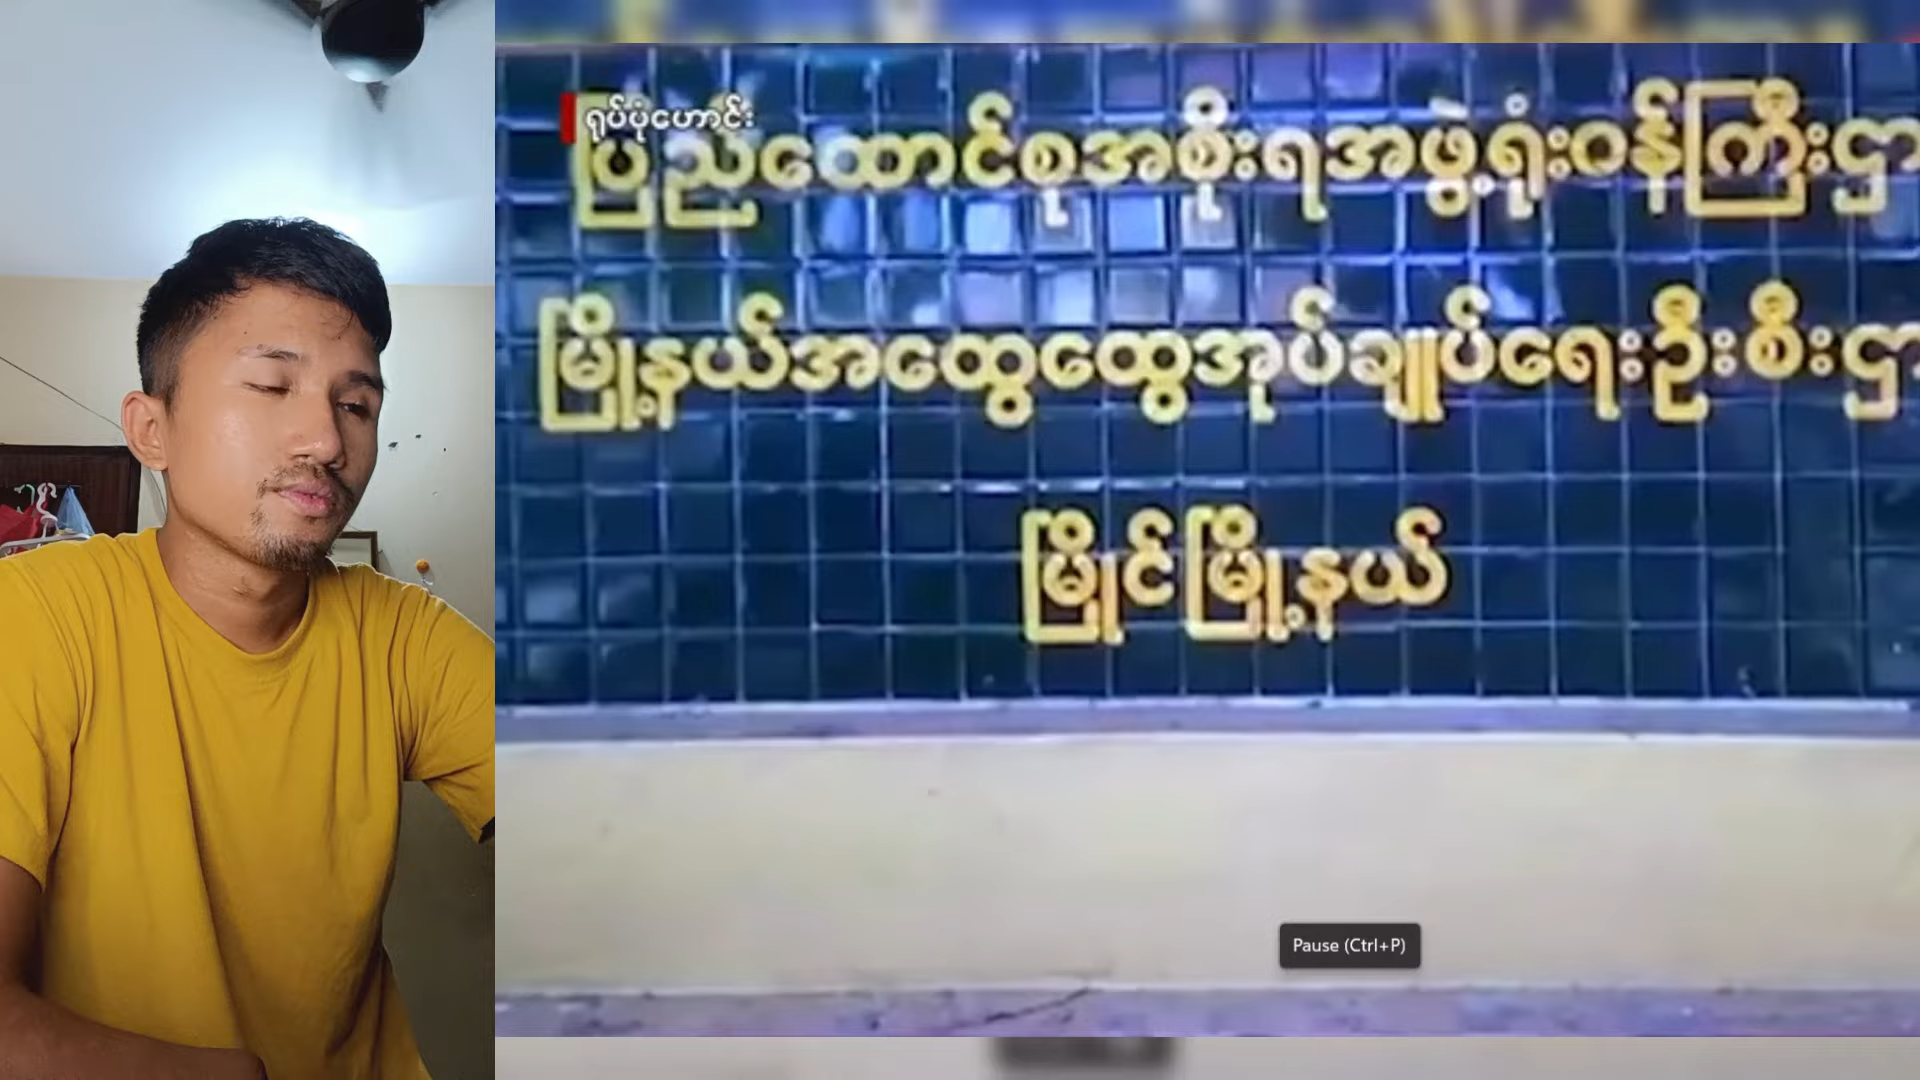 ရုပ်ပုံဟောင်း
ပြည်ထောင်စုအစိုးရအဖွဲ့ရုံးဝန်ကြီးဌာ
မြို့နယ်အထွေထွေအုပ်ချုပ်ရေးဦးစီးဌာ
မြိုင်မြို့နယ်
Pause (Ctrl+P)